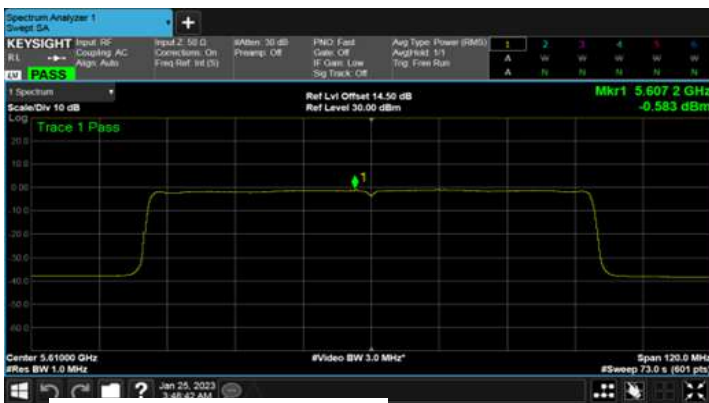 Spectrum Analyzer 1
Swept SA
+
KEYSIGHT Input: RF Input Z: 50 Ω #Atten: 30 dB PNO: Fast Avg Type: Power (RMS) 1 2 3 4 5 6
RL Coupling: AC Corrections: On Preamp: Off Gate: Off Avg|Hold: 1/1 A W W W W W
Align: Auto Freq Ref: Int (S) IF Gain: Low Trig: Free Run
PASS Sig Track: Off A N N N N N
1 Spectrum Ref Lvl Offset 14.50 dB Mkr1 5.607 2 GHz
Scale/Div 10 dB Ref Level 30.00 dBm -0.583 dBm
Log
Trace 1 Pass
20.0
10.0
0.00
-10.0
-20.0
-30.0
-40.0
-50.0
-60.0
1
Center 5.61000 GHz #Video BW 3.0 MHz* Span 120.0 MHz
#Res BW 1.0 MHz #Sweep 73.0 s (601 pts)
? Jan 25, 2023
3:48:42 AM